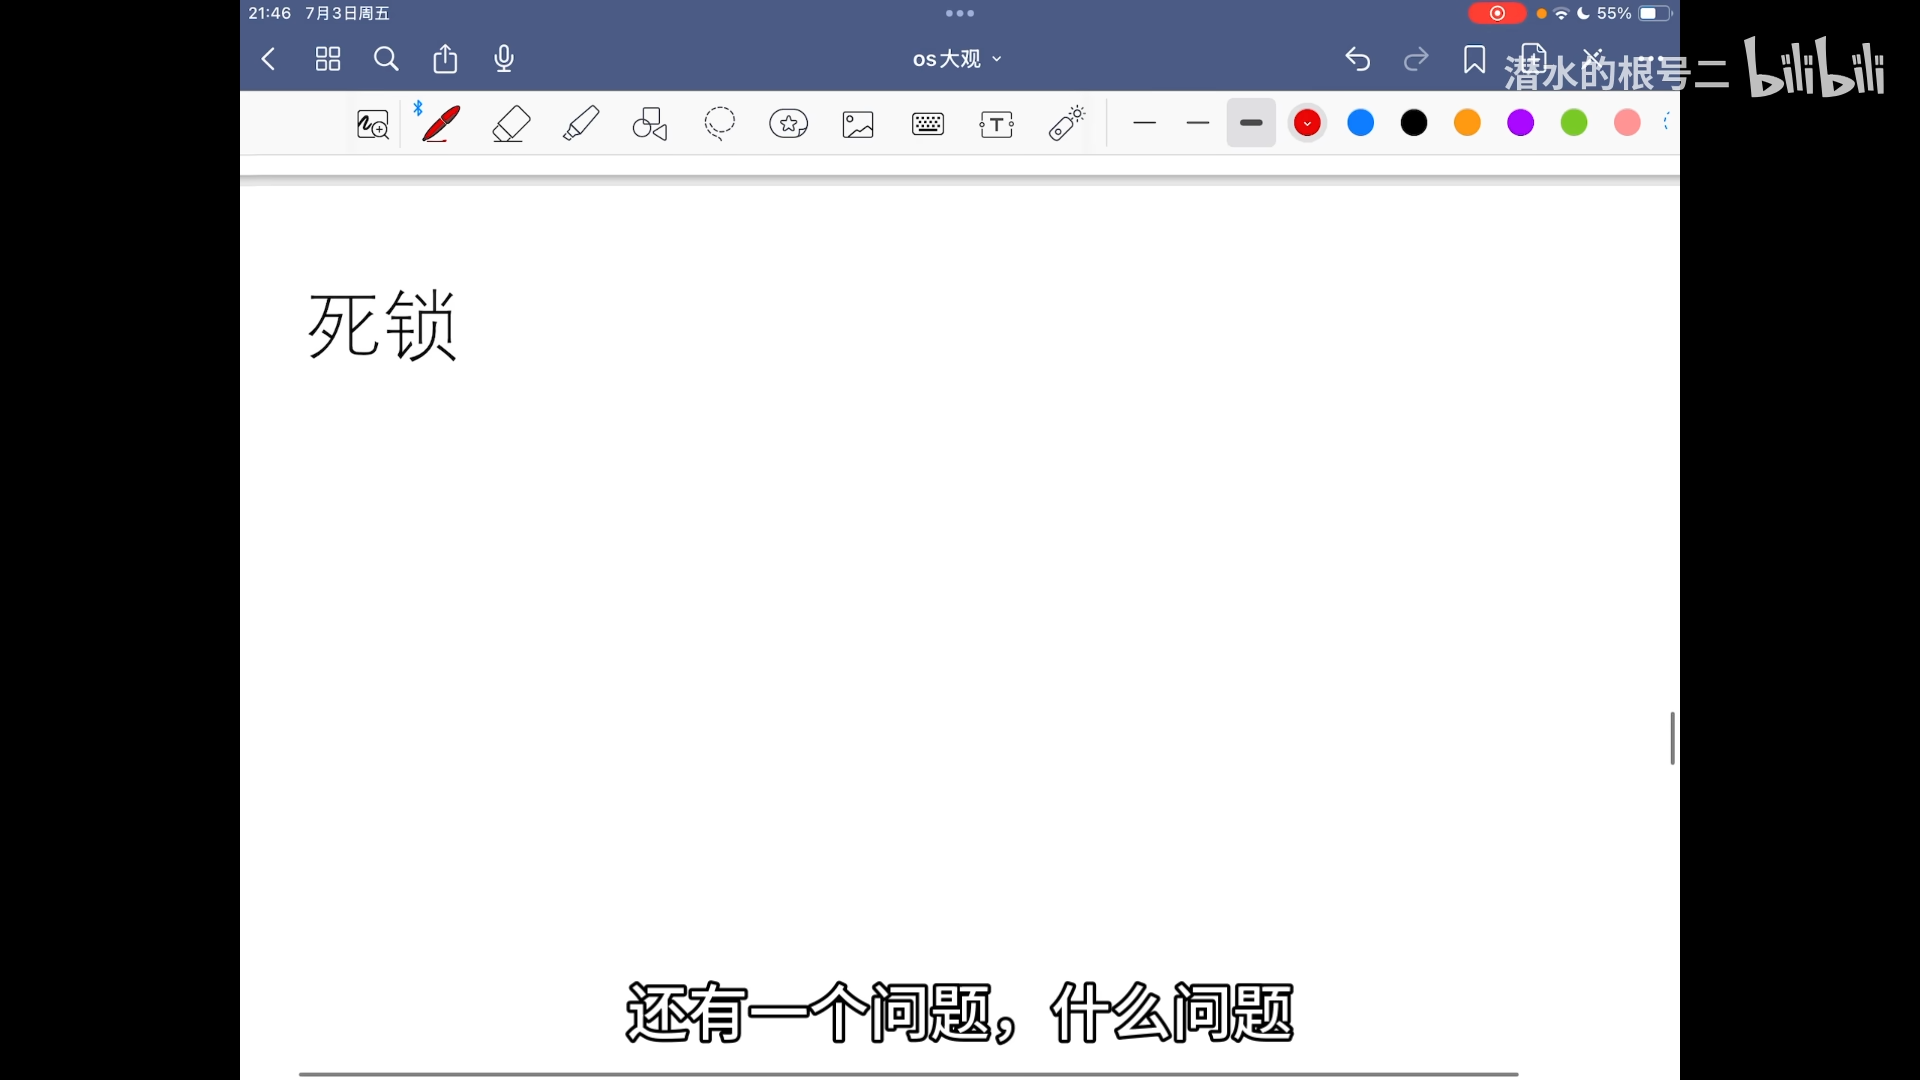 21:46 7月3日周五
55%
os大观
潜水的根号二 bilibili
死锁
还有一个问题，什么问题